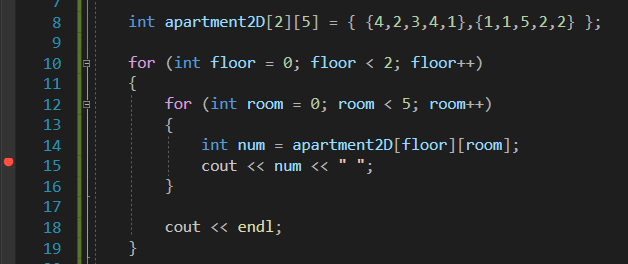 7
8 int apartment2D[2][5] = { {4,2,3,4,1},{1,1,5,2,2} };
9
10 for (int floor = 0; floor < 2; floor++)
11 {
12 for (int room = 0; room < 5; room++)
13 {
14 int num = apartment2D[floor][room];
15 cout << num << " ";
16 }
17
18 cout << endl;
19 }